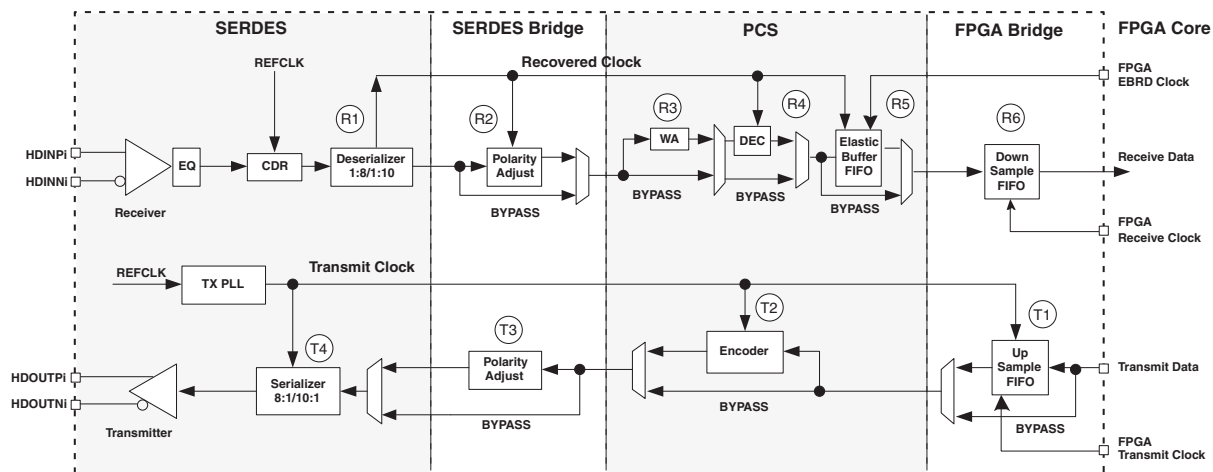 SERDES
SERDES Bridge
PCS
FPGA Bridge
FPGA Core
REFCLK
Recovered Clock
FPGA
EBRD Clock
R1
R2
R3
R4
R5
R6
HDINPi
HDINNi
EQ
CDR
Deserializer
1:8/1:10
Polarity
Adjust
WA
DEC
Elastic
Buffer
FIFO
Down
Sample
FIFO
Receive Data
Receiver
BYPASS
BYPASS
BYPASS
BYPASS
FPGA
Receive Clock
REFCLK
TX PLL
Transmit Clock
T4
T3
T2
T1
HDOUTPi
HDOUTNi
Transmitter
Serializer
8:1/10:1
Polarity
Adjust
Encoder
Up
Sample
FIFO
Transmit Data
BYPASS
BYPASS
BYPASS
FPGA
Transmit Clock